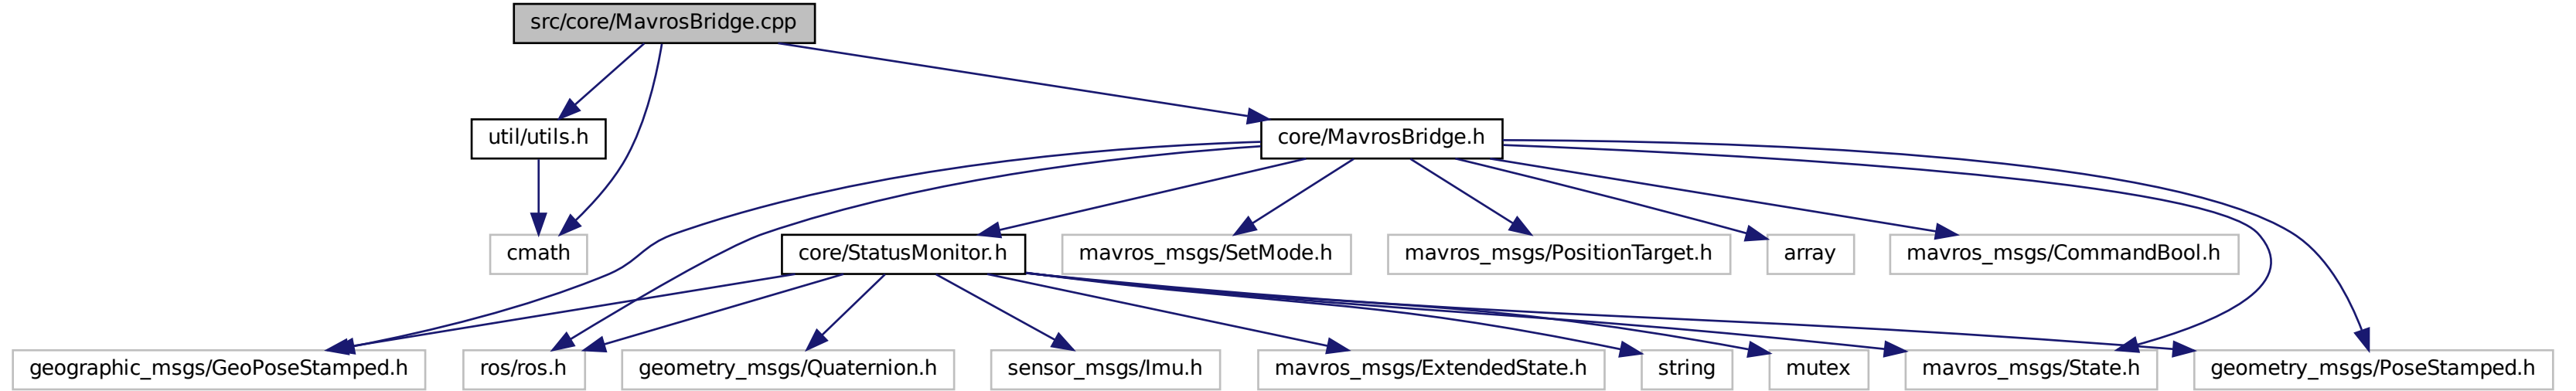 src/core/MavrosBridge.cpp
util/utils.h
core/MavrosBridge.h
cmath
core/StatusMonitor.h
mavros_msgs/SetMode.h
mavros_msgs/PositionTarget.h
array
mavros_msgs/CommandBool.h
geographic_msgs/GeoPoseStamped.h
ros/ros.h
geometry_msgs/Quaternion.h
sensor_msgs/Imu.h
mavros_msgs/ExtendedState.h
string
mutex
mavros_msgs/State.h
geometry_msgs/PoseStamped.h